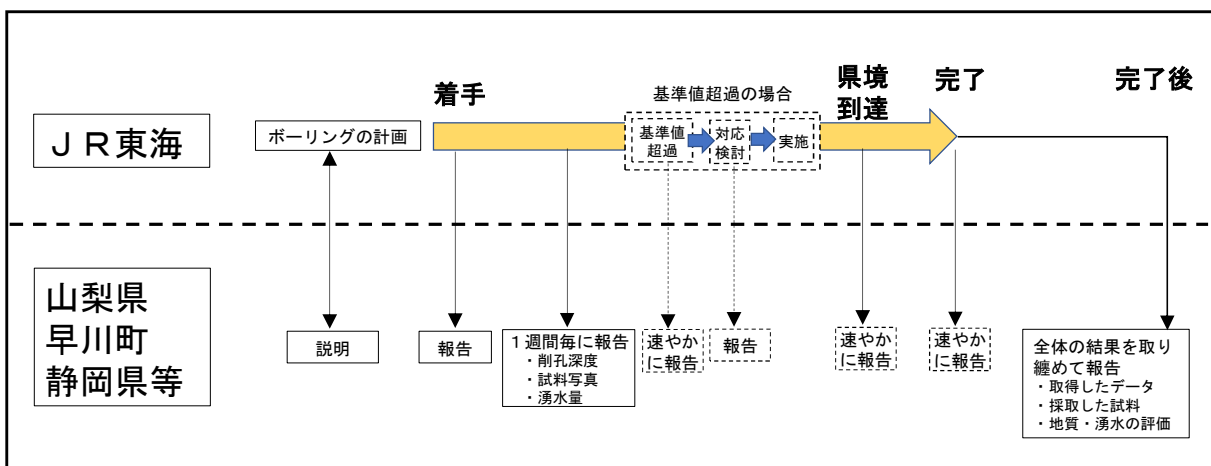 着手
基準値超過の場合
県境
到達
完了
完了後
ＪＲ東海
ボーリングの計画
基準値
超過
対応
検討
実施
山梨県
早川町
静岡県等
説明
報告
１週間毎に報告
・削孔深度
・試料写真
・湧水量
速やか
に報告
報告
速やか
に報告
速やか
に報告
全体の結果を取り
纏めて報告
・取得したデータ
・採取した試料
・地質・湧水の評価